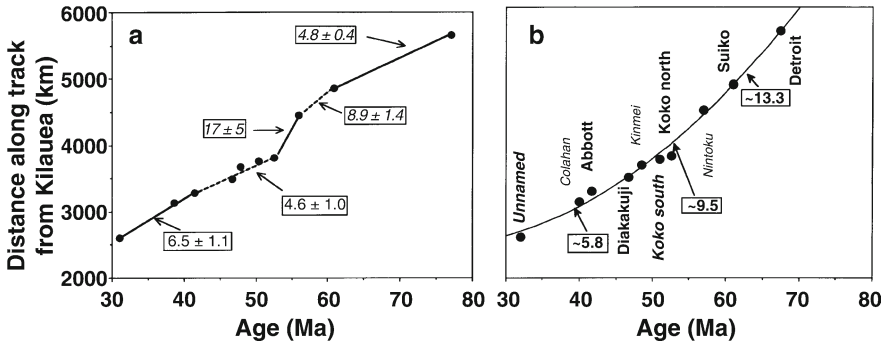 a
Distance along track
from Kilauea (km)
6000
5000
4000
3000
2000
4.8 ± 0.4
17 ± 5
8.9 ± 1.4
4.6 ± 1.0
6.5 ± 1.1
30 40 50 60 70 80
Age (Ma)
b
Unnamed
Colahan
Abbott
Diakakuji
Kinmei
Koko south
Koko north
Nintoku
Suiko
Detroit
~5.8
~9.5
~13.3
30 40 50 60 70 80
Age (Ma)